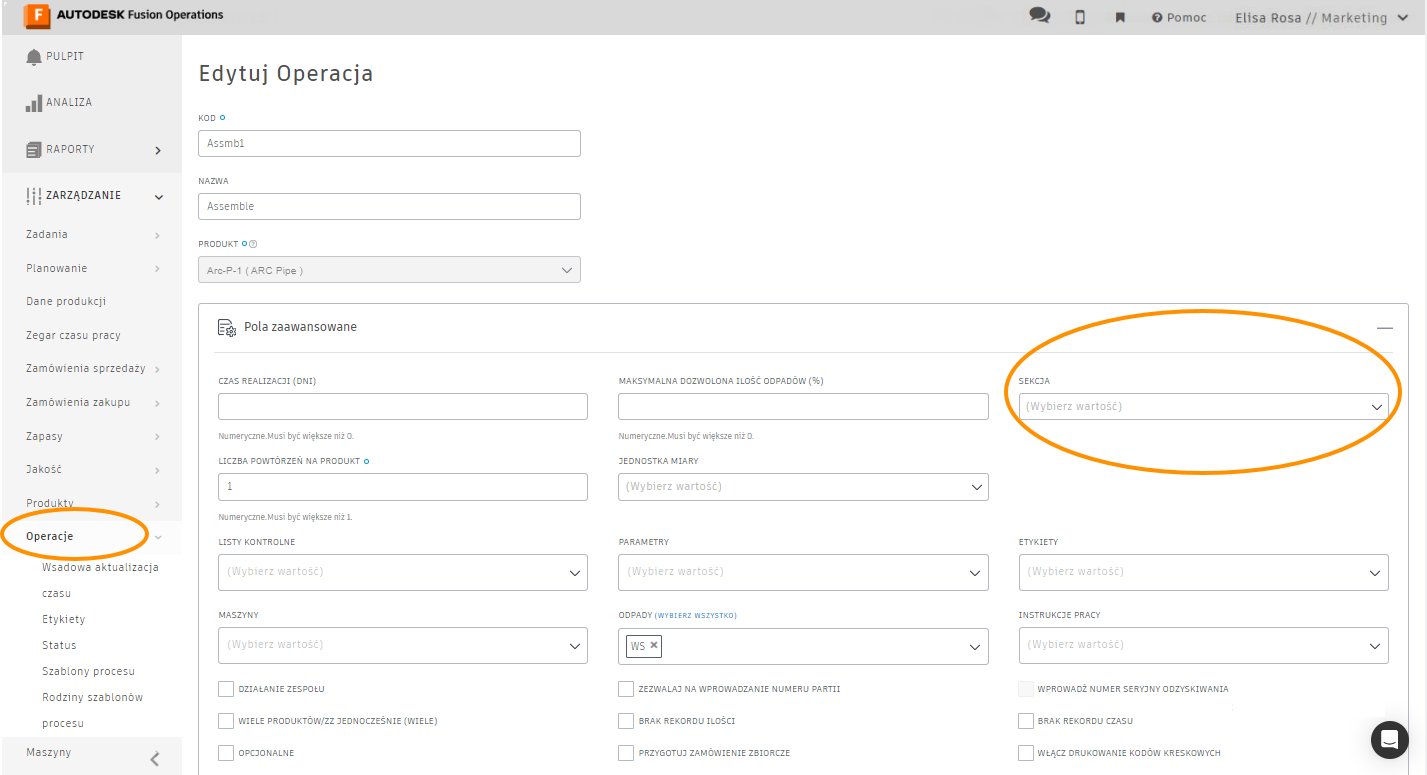 F AUTODESK Fusion Operations
Pomoc
Elisa Rosa // Marketing
PULPIT
ANALIZA
RAPORTY
ZARZĄDZANIE
Zadania
Planowanie
Dane produkcji
Zegar czasu pracy
Zamówienia sprzedaży
Zamówienia zakupu
Zapasy
Jakość
Produkty
Operacje
Wsadowa aktualizacja
czasu
Etykiety
Status
Szablony procesu
Rodziny szablonów
procesu
Maszyny
Edytuj Operacja
KOD
Assmb1
NAZWA
Assemble
PRODUKT
Arc-P-1 ( ARC Pipe )
Pola zaawansowane
CZAS REALIZACJI (DNI)
MAKSYMALNA DOZWOLONA ILOŚĆ ODPADÓW (%)
SEKCJA
(Wybierz wartość)
Numeryczne.Musi być większe niż 0.
Numeryczne.Musi być większe niż 0.
LICZBA POWTÓRZEŃ NA PRODUKT
JEDNOSTKA MIARY
1
(Wybierz wartość)
Numeryczne.Musi być większe niż 1.
LISTY KONTROLNE
PARAMETRY
ETYKIETY
(Wybierz wartość)
(Wybierz wartość)
(Wybierz wartość)
MASZYNY
ODPADY (WYBIERZ WSZYSTKO)
INSTRUKCJE PRACY
(Wybierz wartość)
WS
(Wybierz wartość)
DZIAŁANIE ZESPOŁU
ZEZWALAJ NA WPROWADZANIE NUMERU PARTII
WPROWADŹ NUMER SERYJNY ODZYSKIWANIA
WIELE PRODUKTÓW/ZZ JEDNOCZEŚNIE (WIELE)
BRAK REKORDU ILOŚCI
BRAK REKORDU CZASU
OPCJONALNE
PRZYGOTUJ ZAMÓWIENIE ZBIORCZE
WŁĄCZ DRUKOWANIE KODÓW KRESKOWYCH